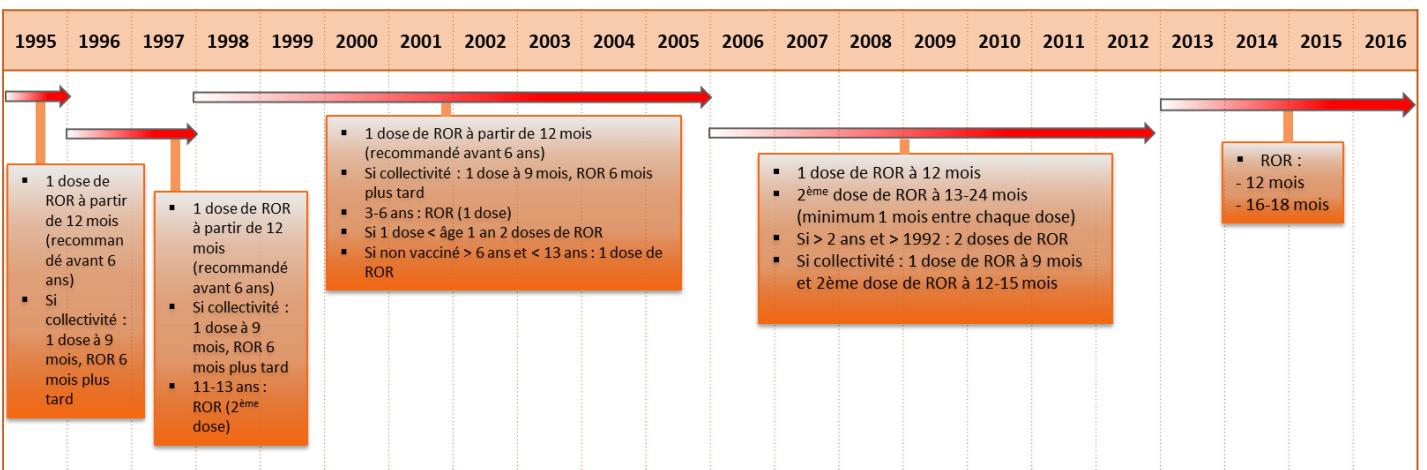 1995 1996 1997 1998 1999 2000 2001 2002 2003 2004 2005 2006 2007 2008 2009 2010 2011 2012 2013 2014 2015 2016
▪ 1 dose de
ROR à partir
de 12 mois
(recomman
dé avant 6
ans)
▪ Si
collectivité :
1 dose à 9
mois, ROR 6
mois plus
tard
▪ 1 dose de ROR
à partir de 12
mois
(recommandé
avant 6 ans)
▪ Si collectivité :
1 dose à 9
mois, ROR 6
mois plus tard
▪ 11-13 ans :
ROR (2ème
dose)
▪ 1 dose de ROR à partir de 12 mois
(recommandé avant 6 ans)
▪ Si collectivité : 1 dose à 9 mois, ROR 6 mois
plus tard
▪ 3-6 ans : ROR (1 dose)
▪ Si 1 dose < âge 1 an 2 doses de ROR
▪ Si non vacciné > 6 ans et < 13 ans : 1 dose de
ROR
▪ 1 dose de ROR à 12 mois
▪ 2ème dose de ROR à 13-24 mois
(minimum 1 mois entre chaque dose)
▪ Si > 2 ans et > 1992 : 2 doses de ROR
▪ Si collectivité : 1 dose de ROR à 9 mois
et 2ème dose de ROR à 12-15 mois
▪ ROR :
- 12 mois
- 16-18 mois